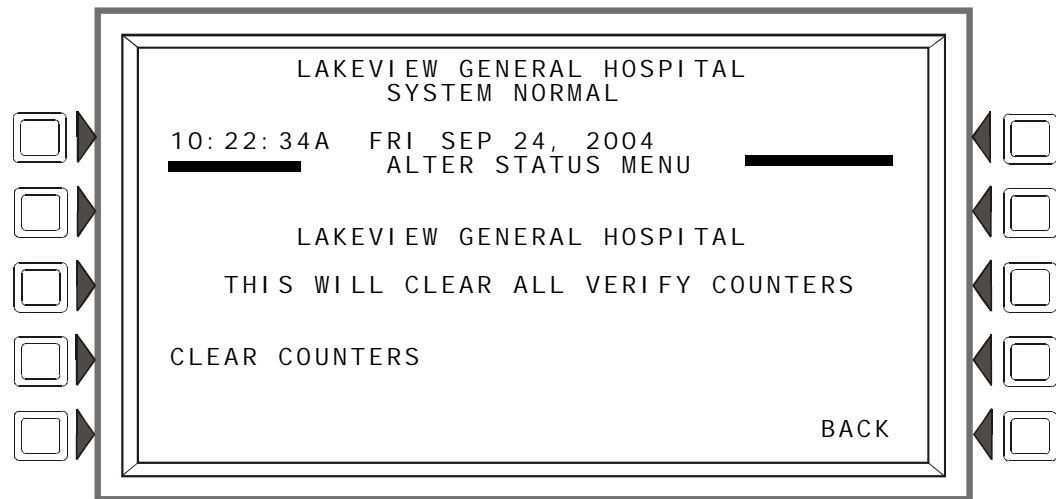 LAKEVIEW GENERAL HOSPITAL
SYSTEM NORMAL
10:22:34A FRI SEP 24, 2004
ALTER STATUS MENU
LAKEVIEW GENERAL HOSPITAL
THIS WILL CLEAR ALL VERIFY COUNTERS
CLEAR COUNTERS
BACK